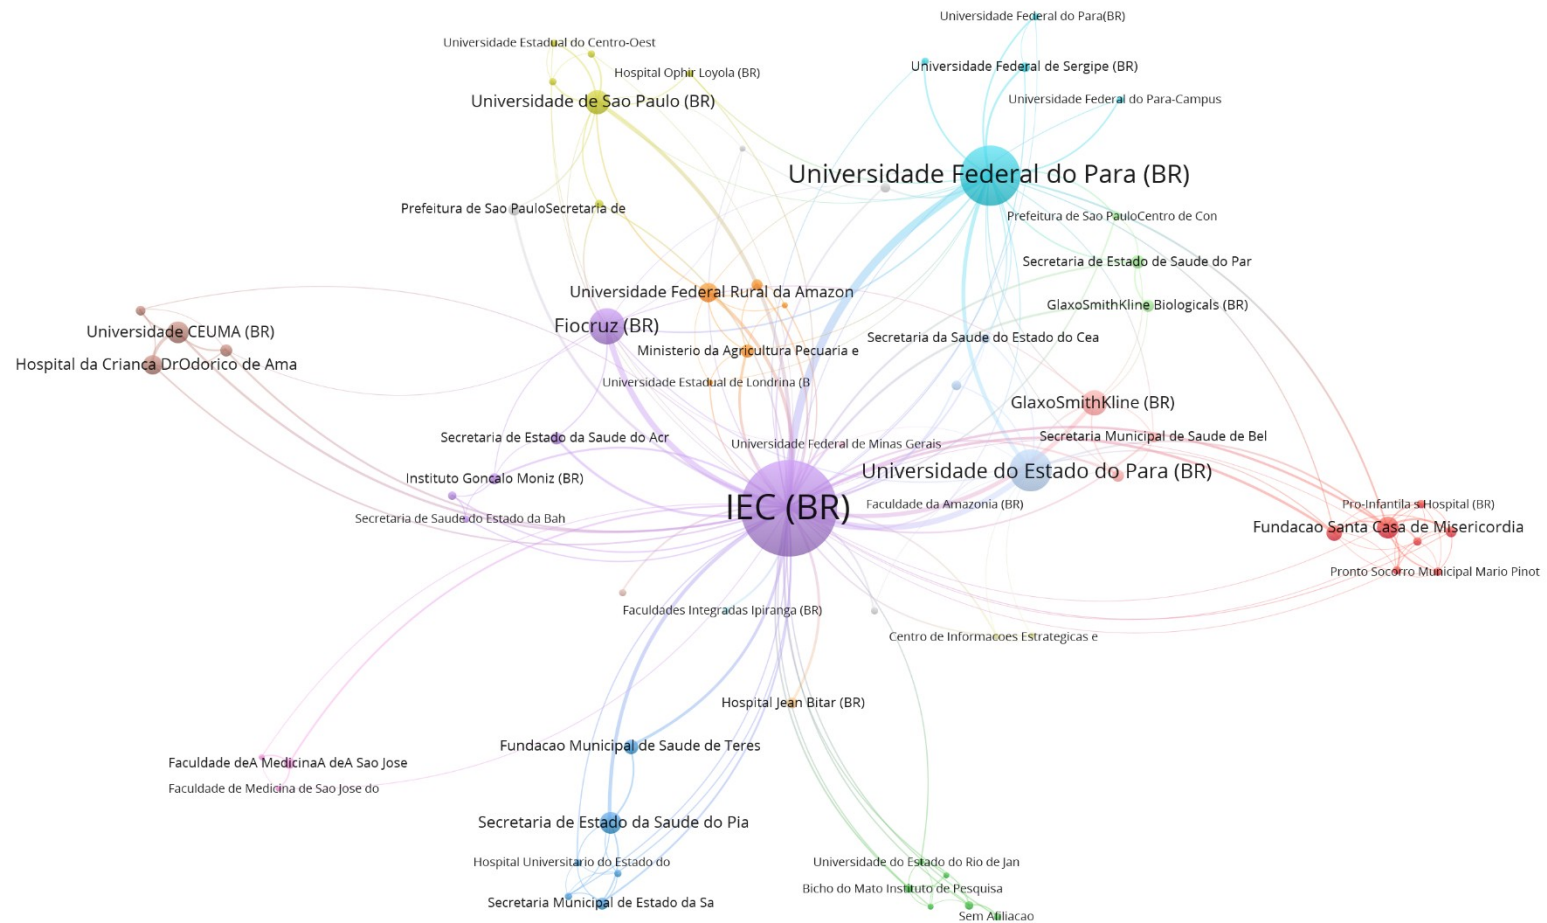 Universidade Federal do Para(BR)
Universidade Estadual do Centro-Oest
Universidade Federal de Sergipe (BR)
Hospital Ophir Loyola (BR)
Universidade de Sao Paulo (BR)
Universidade Federal do Para-Campus
Universidade Federal do Para (BR)
Prefeitura de Sao PauloSecretaria de
Prefeitura de Sao PauloCentro de Con
Secretaria de Estado de Saude do Par
Universidade Federal Rural da Amazon
GlaxoSmithKline Biologicals (BR)
Fiocruz (BR)
Universidade CEUMA (BR)
Secretaria da Saude do Estado do Cea
Ministerio da Agricultura Pecuaria e
Hospital da Crianca DrOdorico de Ama
Universidade Estadual de Londrina (B
GlaxoSmithKline (BR)
Secretaria de Estado da Saude do Acr
Secretaria Municipal de Saude de Bel
Universidade Federal de Minas Gerais
Universidade do Estado do Para (BR)
Instituto Goncalo Moniz (BR)
IEC (BR)
Faculdade da Amazonia (BR)
Pro-Infantila s Hospital (BR)
Secretaria de Saude do Estado da Bah
Fundacao Santa Casa de Misericordia
Pronto Socorro Municipal Mario Pinot
Faculdades Integradas Ipiranga (BR)
Centro de Informacoes Estrategicas e
Hospital Jean Bitar (BR)
Fundacao Municipal de Saude de Teres
Faculdade deA MedicinaA deA Sao Jose
Faculdade de Medicina de Sao Jose do
Secretaria de Estado da Saude do Pia
Hospital Universitario do Estado do
Universidade do Estado do Rio de Jan
Bicho do Mato Instituto de Pesquisa
Secretaria Municipal de Estado da Sa
Sem Afiliacao